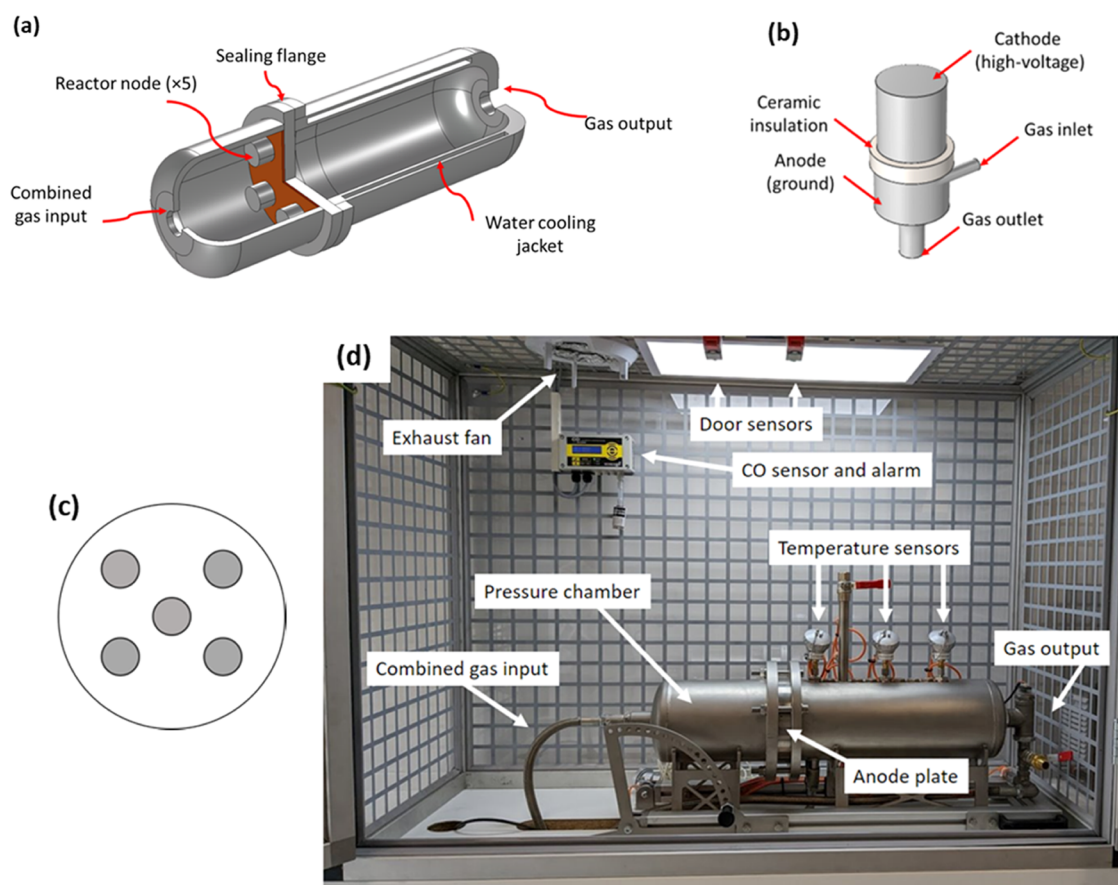 (a)
Sealing flange
Reactor node (×5)
Gas output
Combined
gas input
Water cooling
jacket
(b)
Cathode
(high-voltage)
Ceramic
insulation
Gas inlet
Anode
(ground)
Gas outlet
(c)
(d)
Exhaust fan
Door sensors
CO sensor and alarm
Temperature sensors
Pressure chamber
Combined gas input
Gas output
Anode plate